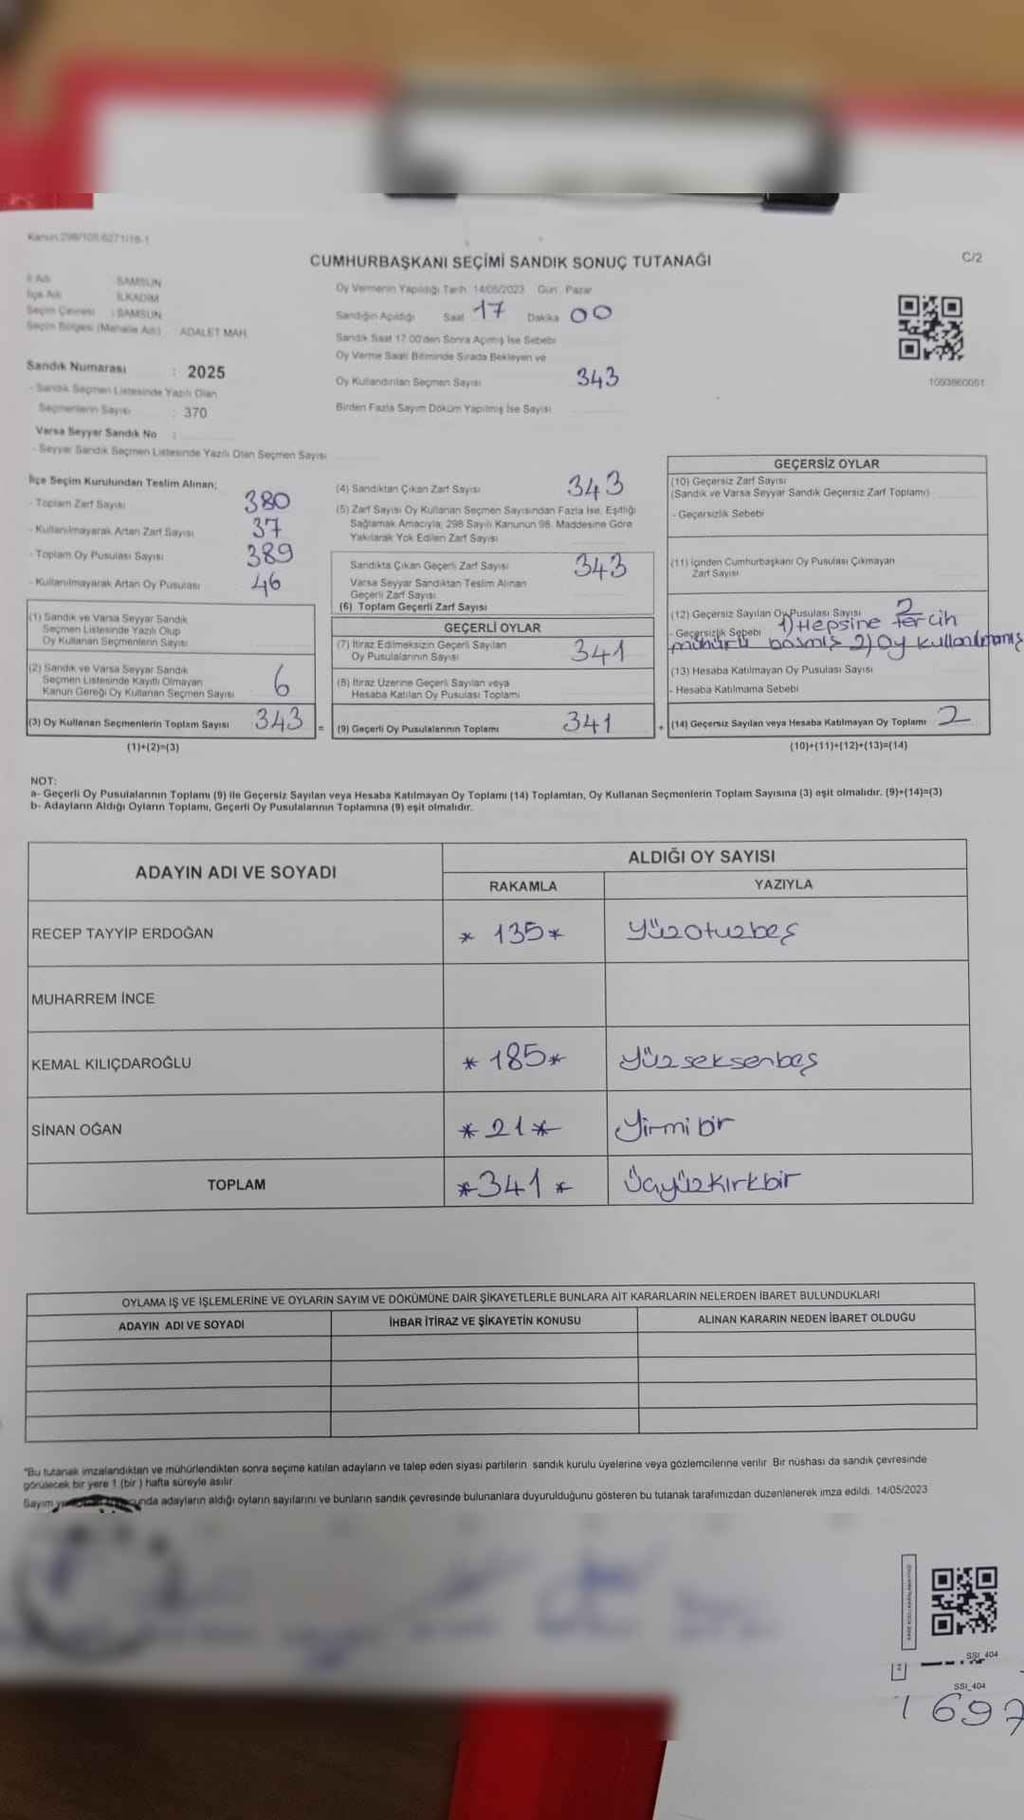 Kanun:298/105,6271/18-1
CUMHURBAŞKANI SEÇİMİ SANDIK SONUÇ TUTANAĞI
C/2
İl Adı SAMSUN
İlçe Adı İLKADIM
Seçim Çevresi : SAMSUN
Seçim Bölgesi (Mahalle Adı) : ADALET MAH.
Oy Vermenin Yapıldığı Tarih 14/05/2023 Gün: Pazar
Sandığın Açıldığı Saat 17 Dakika 00
Sandık Saat 17.00'den Sonra Açılmış İse Sebebi
Oy Verme Saati Bitiminde Sırada Bekleyen ve
Oy Kullandırılan Seçmen Sayısı 343
Birden Fazla Sayım Döküm Yapılmış İse Sayısı
Sandık Numarası : 2025
- Sandık Seçmen Listesinde Yazılı Olan
Seçmenlerin Sayısı : 370
Varsa Seyyar Sandık No :
- Seyyar Sandık Seçmen Listesinde Yazılı Olan Seçmen Sayısı
İlçe Seçim Kurulundan Teslim Alınan;
- Toplam Zarf Sayısı 380
- Kullanılmayarak Artan Zarf Sayısı 37
- Toplam Oy Pusulası Sayısı 389
- Kullanılmayarak Artan Oy Pusulası 46
(1) Sandık ve Varsa Seyyar Sandık
Seçmen Listesinde Yazılı Olup
Oy Kullanan Seçmenlerin Sayısı
(2) Sandık ve Varsa Seyyar Sandık
Seçmen Listesinde Kayıtlı Olmayan
Kanun Gereği Oy Kullanan Seçmen Sayısı 6
(3) Oy Kullanan Seçmenlerin Toplam Sayısı 343 =
(1)+(2)=(3)
(4) Sandıktan Çıkan Zarf Sayısı 343
(5) Zarf Sayısı Oy Kullanan Seçmen Sayısından Fazla İse, Eşitliği
Sağlamak Amacıyla, 298 Sayılı Kanunun 98. Maddesine Göre
Yakılarak Yok Edilen Zarf Sayısı
Sandıkta Çıkan Geçerli Zarf Sayısı 343
Varsa Seyyar Sandıktan Teslim Alınan
Geçerli Zarf Sayısı
(6) Toplam Geçerli Zarf Sayısı
GEÇERLİ OYLAR
(7) İtiraz Edilmeksizin Geçerli Sayılan
Oy Pusulalarının Sayısı 341
(8) İtiraz Üzerine Geçerli Sayılan veya
Hesaba Katılan Oy Pusulası Toplamı
(9) Geçerli Oy Pusulalarının Toplamı 341 +
GEÇERSİZ OYLAR
(10) Geçersiz Zarf Sayısı
(Sandık ve Varsa Seyyar Sandık Geçersiz Zarf Toplamı)
- Geçersizlik Sebebi
(11) İçinden Cumhurbaşkanı Oy Pusulası Çıkmayan
Zarf Sayısı
(12) Geçersiz Sayılan Oy Pusulası Sayısı 2
- Geçersizlik Sebebi 1) Hepsine tercih
mühürü basmış 2) Oy kullanılmamış
(13) Hesaba Katılmayan Oy Pusulası Sayısı
- Hesaba Katılmama Sebebi
(14) Geçersiz Sayılan veya Hesaba Katılmayan Oy Toplamı 2
(10)+(11)+(12)+(13)=(14)
NOT:
a- Geçerli Oy Pusulalarının Toplamı (9) ile Geçersiz Sayılan veya Hesaba Katılmayan Oy Toplamı (14) Toplamları, Oy Kullanan Seçmenlerin Toplam Sayısına (3) eşit olmalıdır. (9)+(14)=(3)
b- Adayların Aldığı Oyların Toplamı, Geçerli Oy Pusulalarının Toplamına (9) eşit olmalıdır.
ADAYIN ADI VE SOYADI
ALDIĞI OY SAYISI
RAKAMLA YAZIYLA
RECEP TAYYİP ERDOĞAN * 135 * Yüzotuzbeş
MUHARREM İNCE
KEMAL KILIÇDAROĞLU * 185 * Yüzseksenbeş
SİNAN OĞAN * 21 * Yirmi bir
TOPLAM * 341 * Üçyüzkırkbir
OYLAMA İŞ VE İŞLEMLERİNE VE OYLARIN SAYIM VE DÖKÜMÜNE DAİR ŞİKAYETLERLE BUNLARA AİT KARARLARIN NELERDEN İBARET BULUNDUKLARI
ADAYIN ADI VE SOYADI İHBAR İTİRAZ VE ŞİKAYETİN KONUSU ALINAN KARARIN NEDEN İBARET OLDUĞU
"Bu tutanak imzalandıktan ve mühürlendikten sonra seçime katılan adayların ve talep eden siyasi partilerin sandık kurulu üyelerine veya gözlemcilerine verilir. Bir nüshası da sandık çevresinde
görülecek bir yere 1 (bir) hafta süreyle asılır.
Sayım adayların aldığı oyların sayılarını ve bunların sandık çevresinde bulunanlara duyurulduğunu gösteren bu tutanak tarafımızdan düzenlenerek imza edildi. 14/05/2023
SSI_404
SSI_404
1697